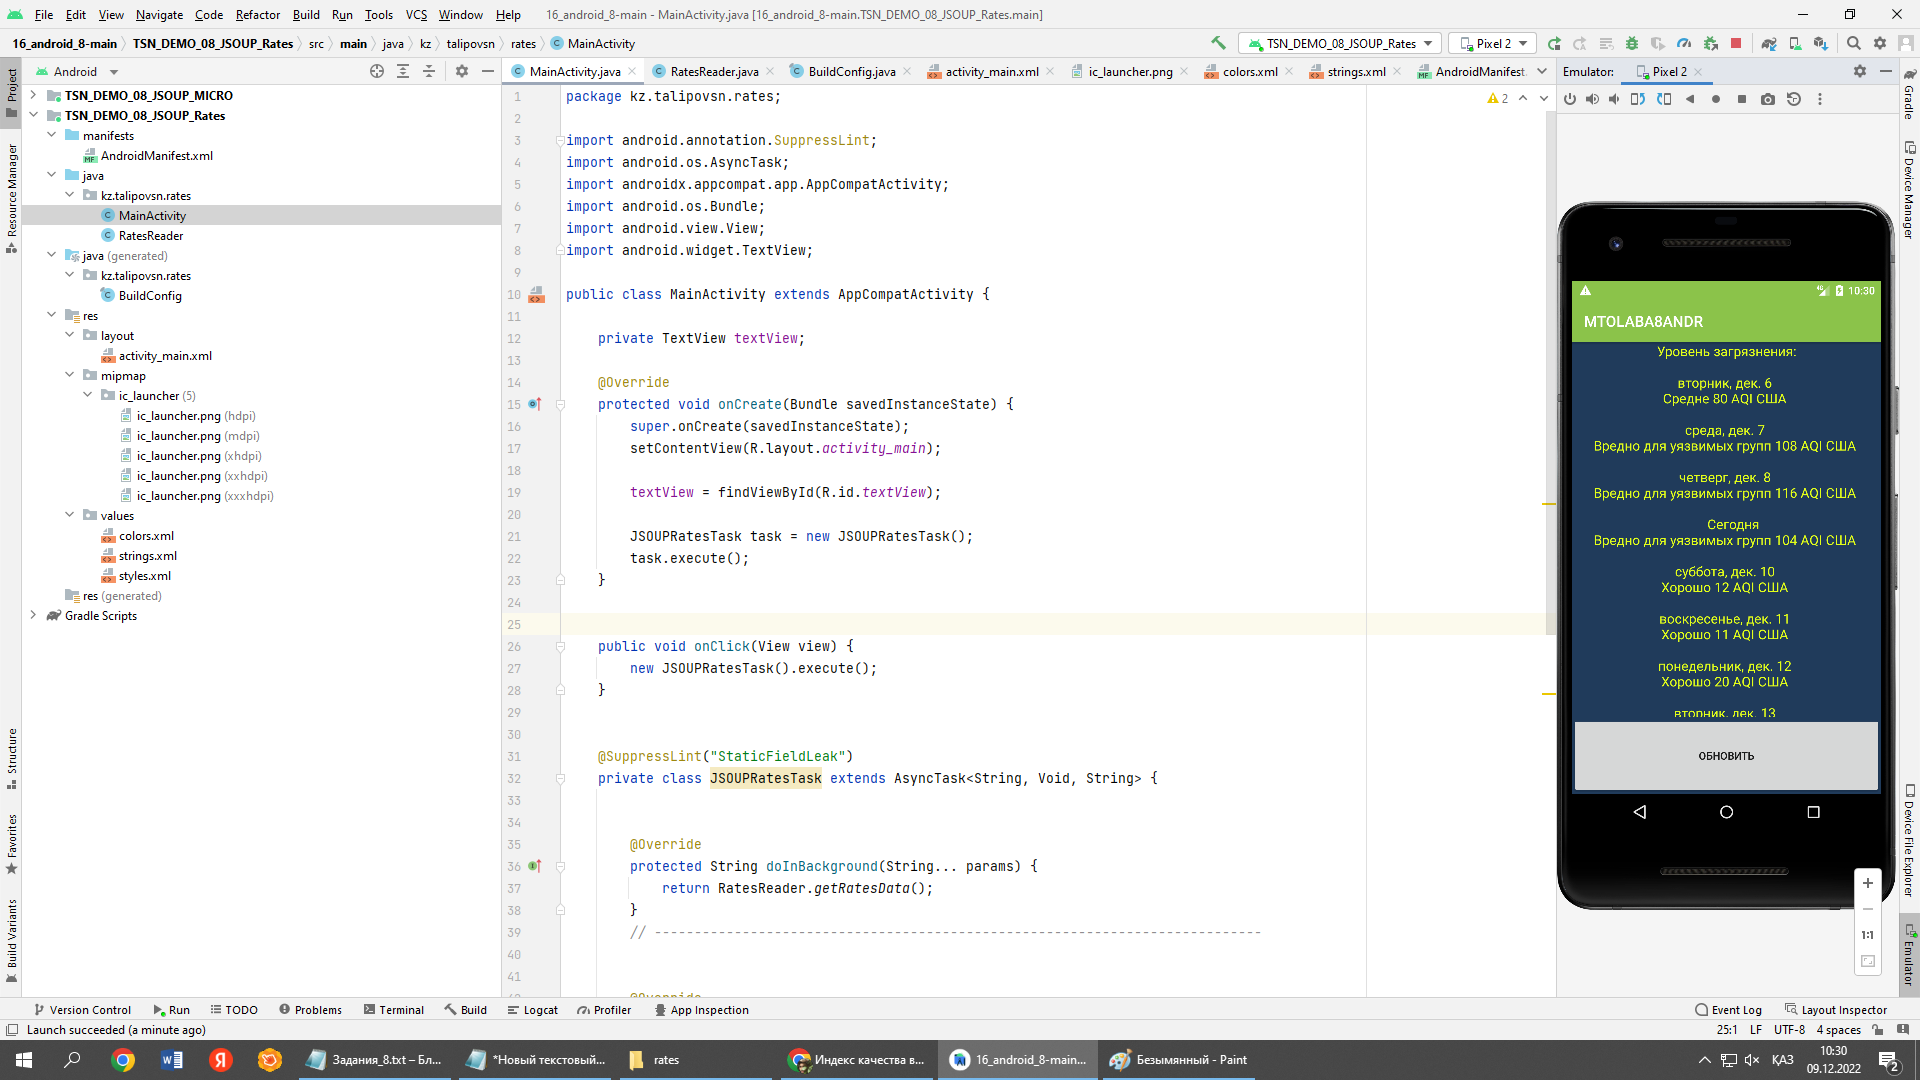 File Edit View Navigate Code Refactor Build Run Tools VCS Window Help 16_android_8-main - MainActivity.java [16_android_8-main.TSN_DEMO_08_JSOUP_Rates.main]
16_android_8-main TSN_DEMO_08_JSOUP_Rates src main java kz talipovsn rates MainActivity
TSN_DEMO_08_JSOUP_Rates Pixel 2
Project
Resource Manager
Structure
Favorites
Build Variants
Android
TSN_DEMO_08_JSOUP_MICRO
TSN_DEMO_08_JSOUP_Rates
manifests
AndroidManifest.xml
java
kz.talipovsn.rates
MainActivity
RatesReader
java (generated)
kz.talipovsn.rates
BuildConfig
res
layout
activity_main.xml
mipmap
ic_launcher (5)
ic_launcher.png (hdpi)
ic_launcher.png (mdpi)
ic_launcher.png (xhdpi)
ic_launcher.png (xxhdpi)
ic_launcher.png (xxxhdpi)
values
colors.xml
strings.xml
styles.xml
res (generated)
Gradle Scripts
MainActivity.java RatesReader.java BuildConfig.java activity_main.xml ic_launcher.png colors.xml strings.xml AndroidManifest.
2
1 package kz.talipovsn.rates;
2
3 import android.annotation.SuppressLint;
4 import android.os.AsyncTask;
5 import androidx.appcompat.app.AppCompatActivity;
6 import android.os.Bundle;
7 import android.view.View;
8 import android.widget.TextView;
9
10 public class MainActivity extends AppCompatActivity {
11
12 private TextView textView;
13
14 @Override
15 protected void onCreate(Bundle savedInstanceState) {
16 super.onCreate(savedInstanceState);
17 setContentView(R.layout.activity_main);
18
19 textView = findViewById(R.id.textView);
20
21 JSOUPRatesTask task = new JSOUPRatesTask();
22 task.execute();
23 }
24
25
26 public void onClick(View view) {
27 new JSOUPRatesTask().execute();
28 }
29
30
31 @SuppressLint("StaticFieldLeak")
32 private class JSOUPRatesTask extends AsyncTask<String, Void, String> {
33
34
35 @Override
36 protected String doInBackground(String... params) {
37 return RatesReader.getRatesData();
38 }
39 // ----------------------------------------------------------------------------
40
41
@Override
Emulator: Pixel 2
10:30
MTOLABA8ANDR
Уровень загрязнения:
вторник, дек. 6
Средне 80 AQI США
среда, дек. 7
Вредно для уязвимых групп 108 AQI США
четверг, дек. 8
Вредно для уязвимых групп 116 AQI США
Сегодня
Вредно для уязвимых групп 104 AQI США
суббота, дек. 10
Хорошо 12 AQI США
воскресенье, дек. 11
Хорошо 11 AQI США
понедельник, дек. 12
Хорошо 20 AQI США
вторник, дек. 13
ОБНОВИТЬ
1:1
Gradle
Device Manager
Device File Explorer
Emulator
Version Control Run TODO Problems Terminal Build Logcat Profiler App Inspection Event Log Layout Inspector
Launch succeeded (a minute ago) 25:1 LF UTF-8 4 spaces
Задания_8.txt – Бл... *Новый текстовый... rates Индекс качества в... 16_android_8-main... Безымянный - Paint ҚАЗ 10:30
09.12.2022
2